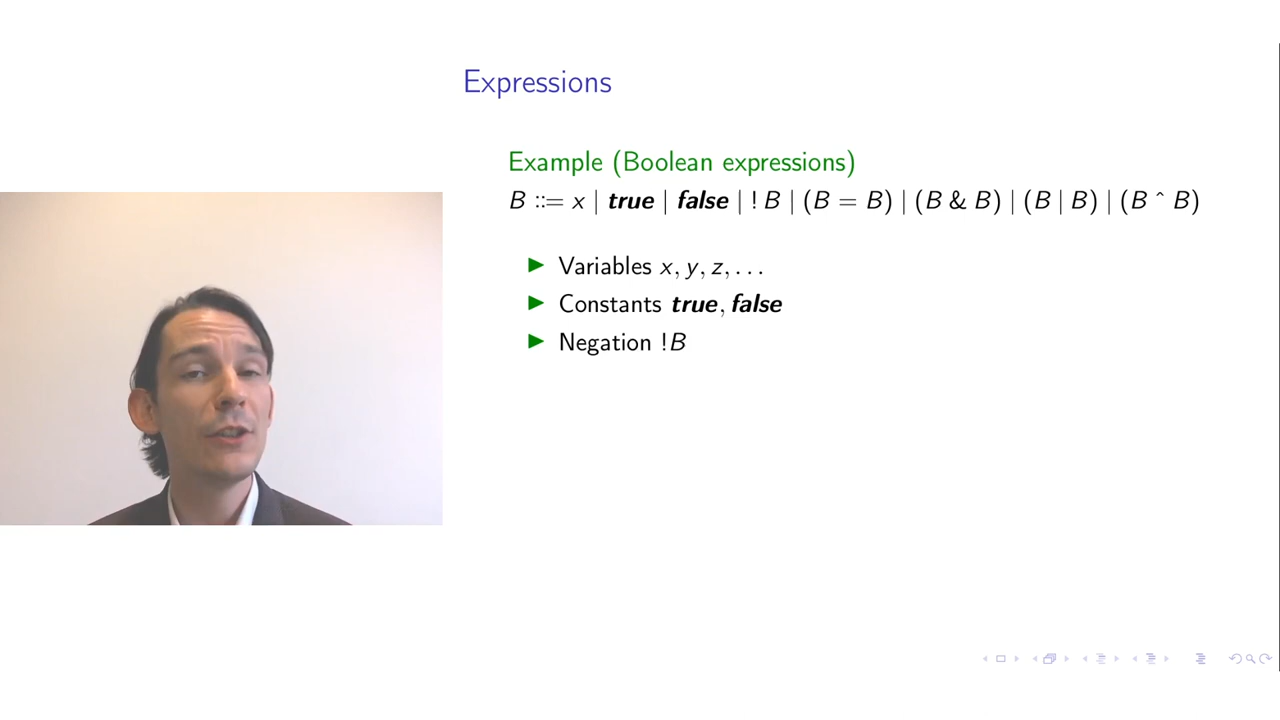 Expressions
Example (Boolean expressions)
B ::= x | true | false | ! B | (B = B) | (B & B) | (B | B) | (B ^ B)
Variables x, y, z, . . .
Constants true, false
Negation !B